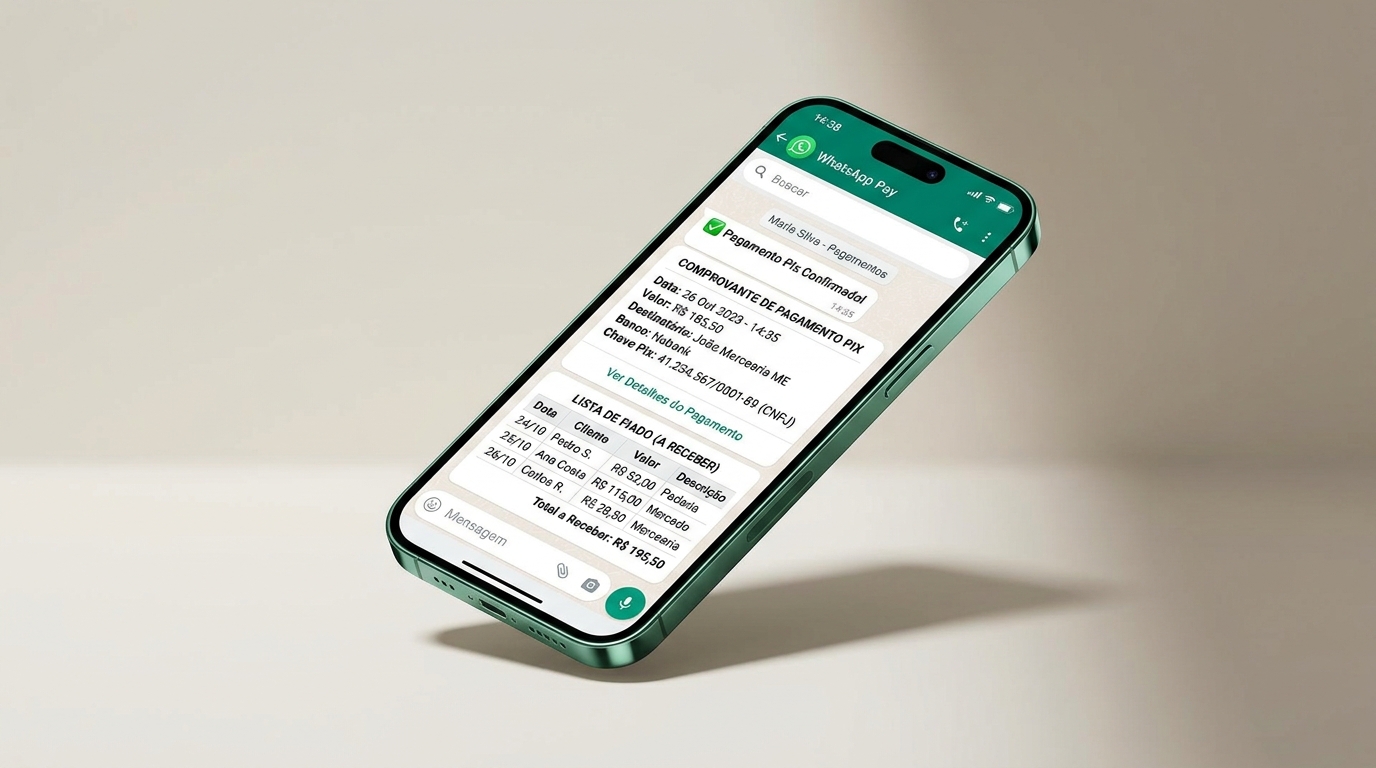 14:38
WhatsApp Pay
Boscar
Maria Silva - Pagamentos
Pagamento Pix Confirmado!
14:35
COMPROVANTE DE PAGAMENTO PIX
Data: 26 Out 2023 - 14:35
Valor: R$ 185,50
Destinatário: João Mercearia ME
Banco: Nubank
Chave Pix: 41.234.567/0001-89 (CNPJ)
Ver Detalhes do Pagamento
LISTA DE FIADO (A RECEBER)
Data Cliente Valor Descrição
24/10 Pedro S. R$ 52,00 Padaria
25/10 Ana Costa R$ 115,00 Mercado
26/10 Carlos R. R$ 28,50 Mercearia
Total a Receber: R$ 195,50
Mensagem